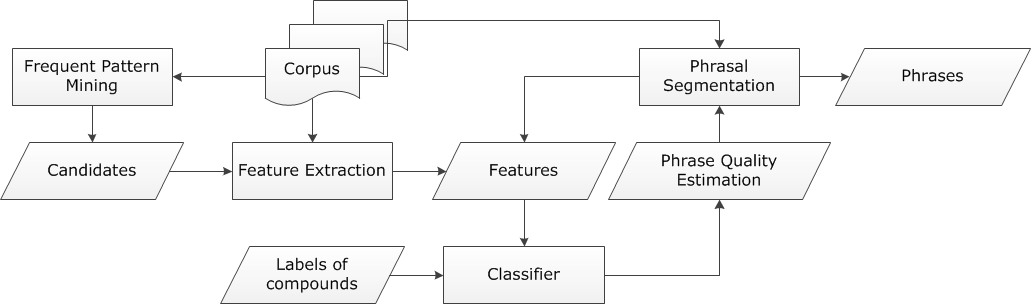 Frequent Pattern
Mining
Corpus
Phrasal
Segmentation
Phrases
Candidates
Feature Extraction
Features
Phrase Quality
Estimation
Labels of
compounds
Classifier